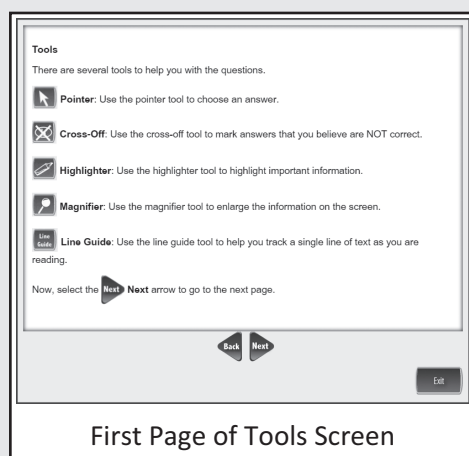 Tools
There are several tools to help you with the questions.
Pointer: Use the pointer tool to choose an answer.
Cross-Off: Use the cross-off tool to mark answers that you believe are NOT correct.
Highlighter: Use the highlighter tool to highlight important information.
Magnifier: Use the magnifier tool to enlarge the information on the screen.
Line Guide Line Guide: Use the line guide tool to help you track a single line of text as you are
reading.
Now, select the Next Next arrow to go to the next page.
Back Next
Exit
First Page of Tools Screen